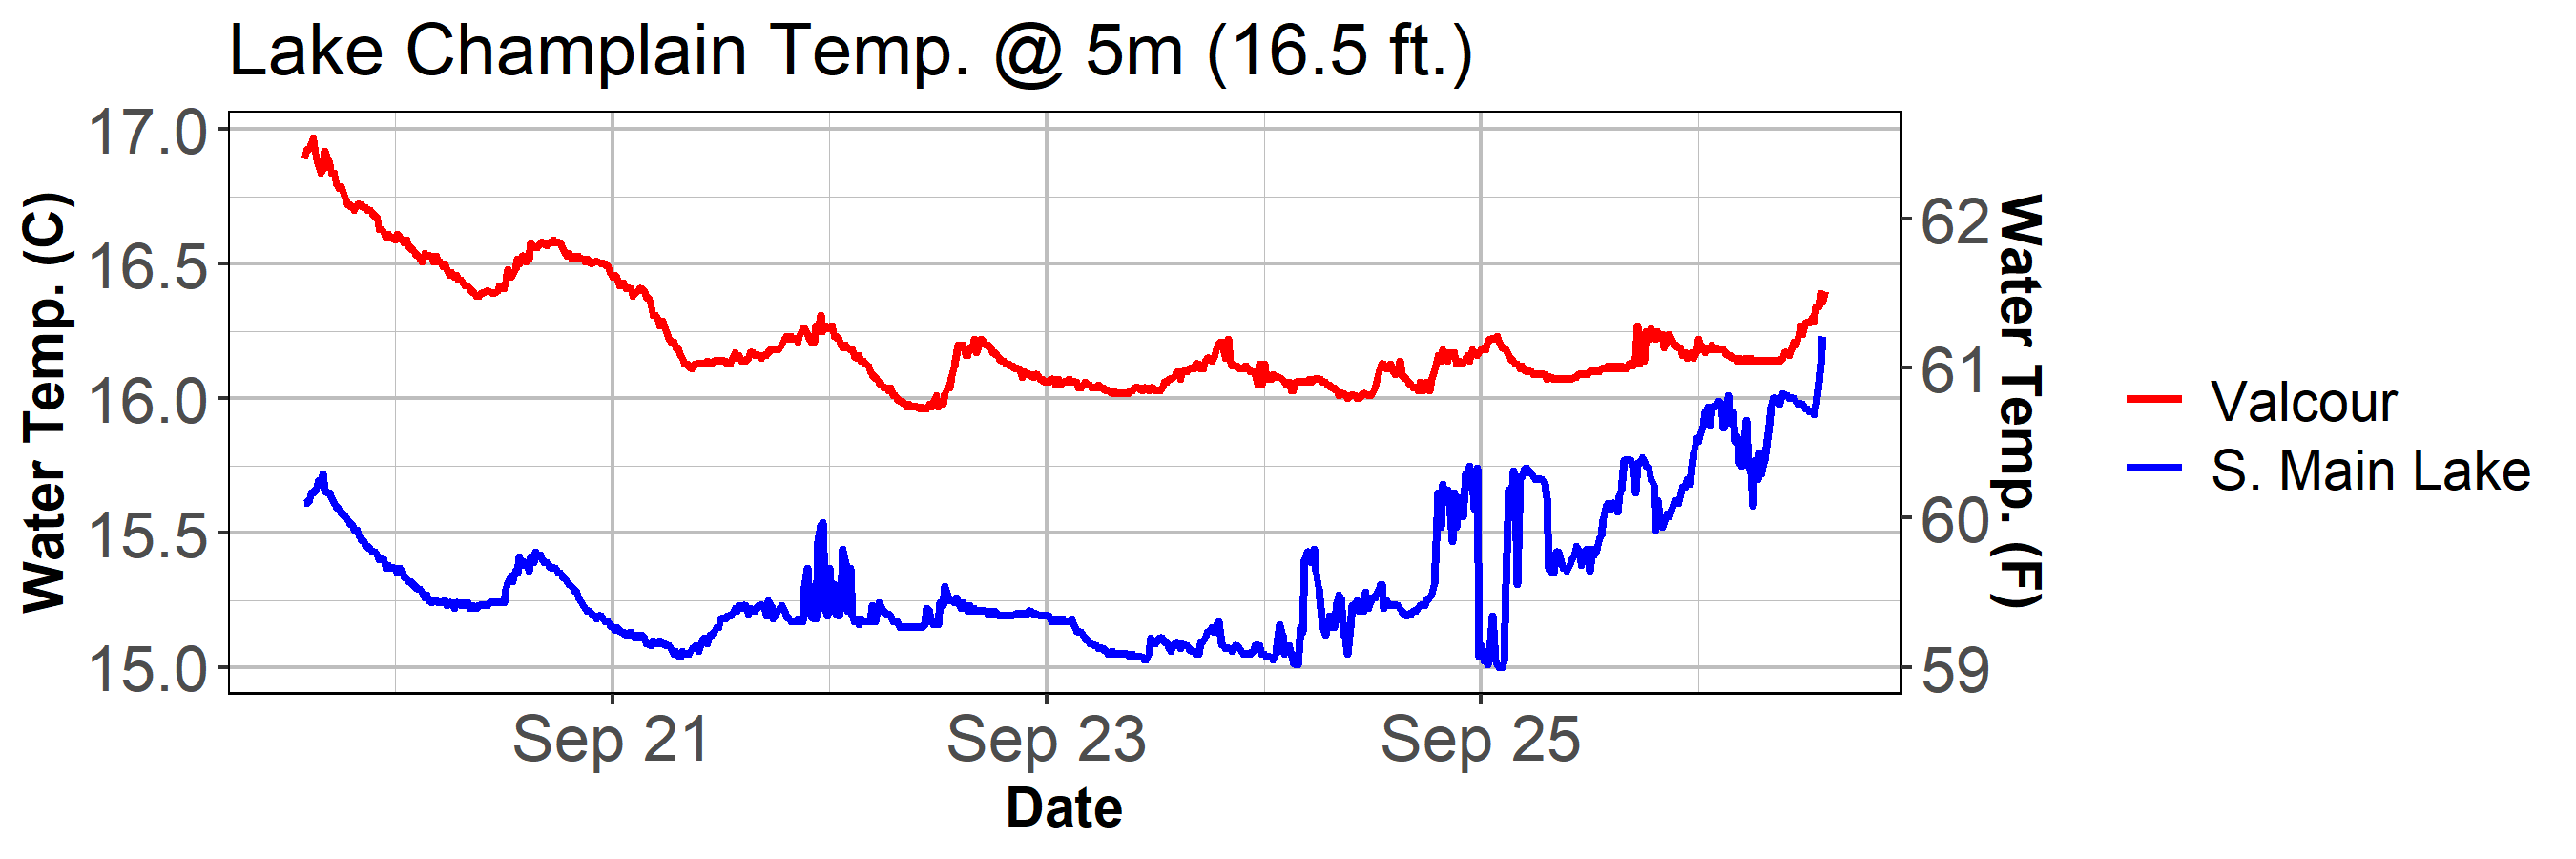 Lake Champlain Temp. @ 5m (16.5 ft.)
Water Temp. (C)
17.0
16.5
16.0
15.5
15.0
62
61
60
59
Water Temp. (F)
Sep 21
Sep 23
Sep 25
Date
Valcour
S. Main Lake